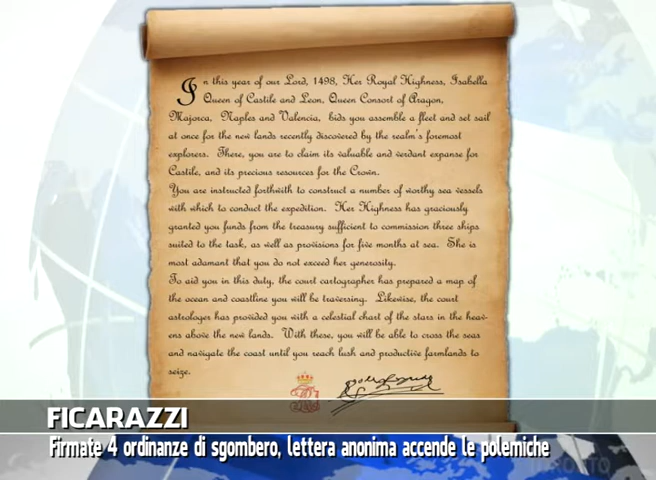 In this year of our Lord, 1498, Her Royal Highness, Isabella
Queen of Castile and Leon, Queen Consort of Aragon,
Majorca, Naples and Valencia, bids you assemble a fleet and set sail
at once for the new lands recently discovered by the realm's foremost
explorers. There, you are to claim its valuable and verdant expanse for
Castile, and its precious resources for the Crown.
You are instructed forthwith to construct a number of worthy sea vessels
with which to conduct the expedition. Her Highness has graciously
granted you funds from the treasury sufficient to commission three ships
suited to the task, as well as provisions for five months at sea. She is
most adamant that you do not exceed her generosity.
To aid you in this duty, the court cartographer has prepared a map of
the ocean and coastline you will be traversing. Likewise, the court
astrologer has provided you with a celestial chart of the stars in the heav-
ens above the new lands. With these, you will be able to cross the seas
and navigate the coast until you reach lush and productive farmlands to
seize.
FICARAZZI
Firmate 4 ordinanze di sgombero, lettera anonima accende le polemiche